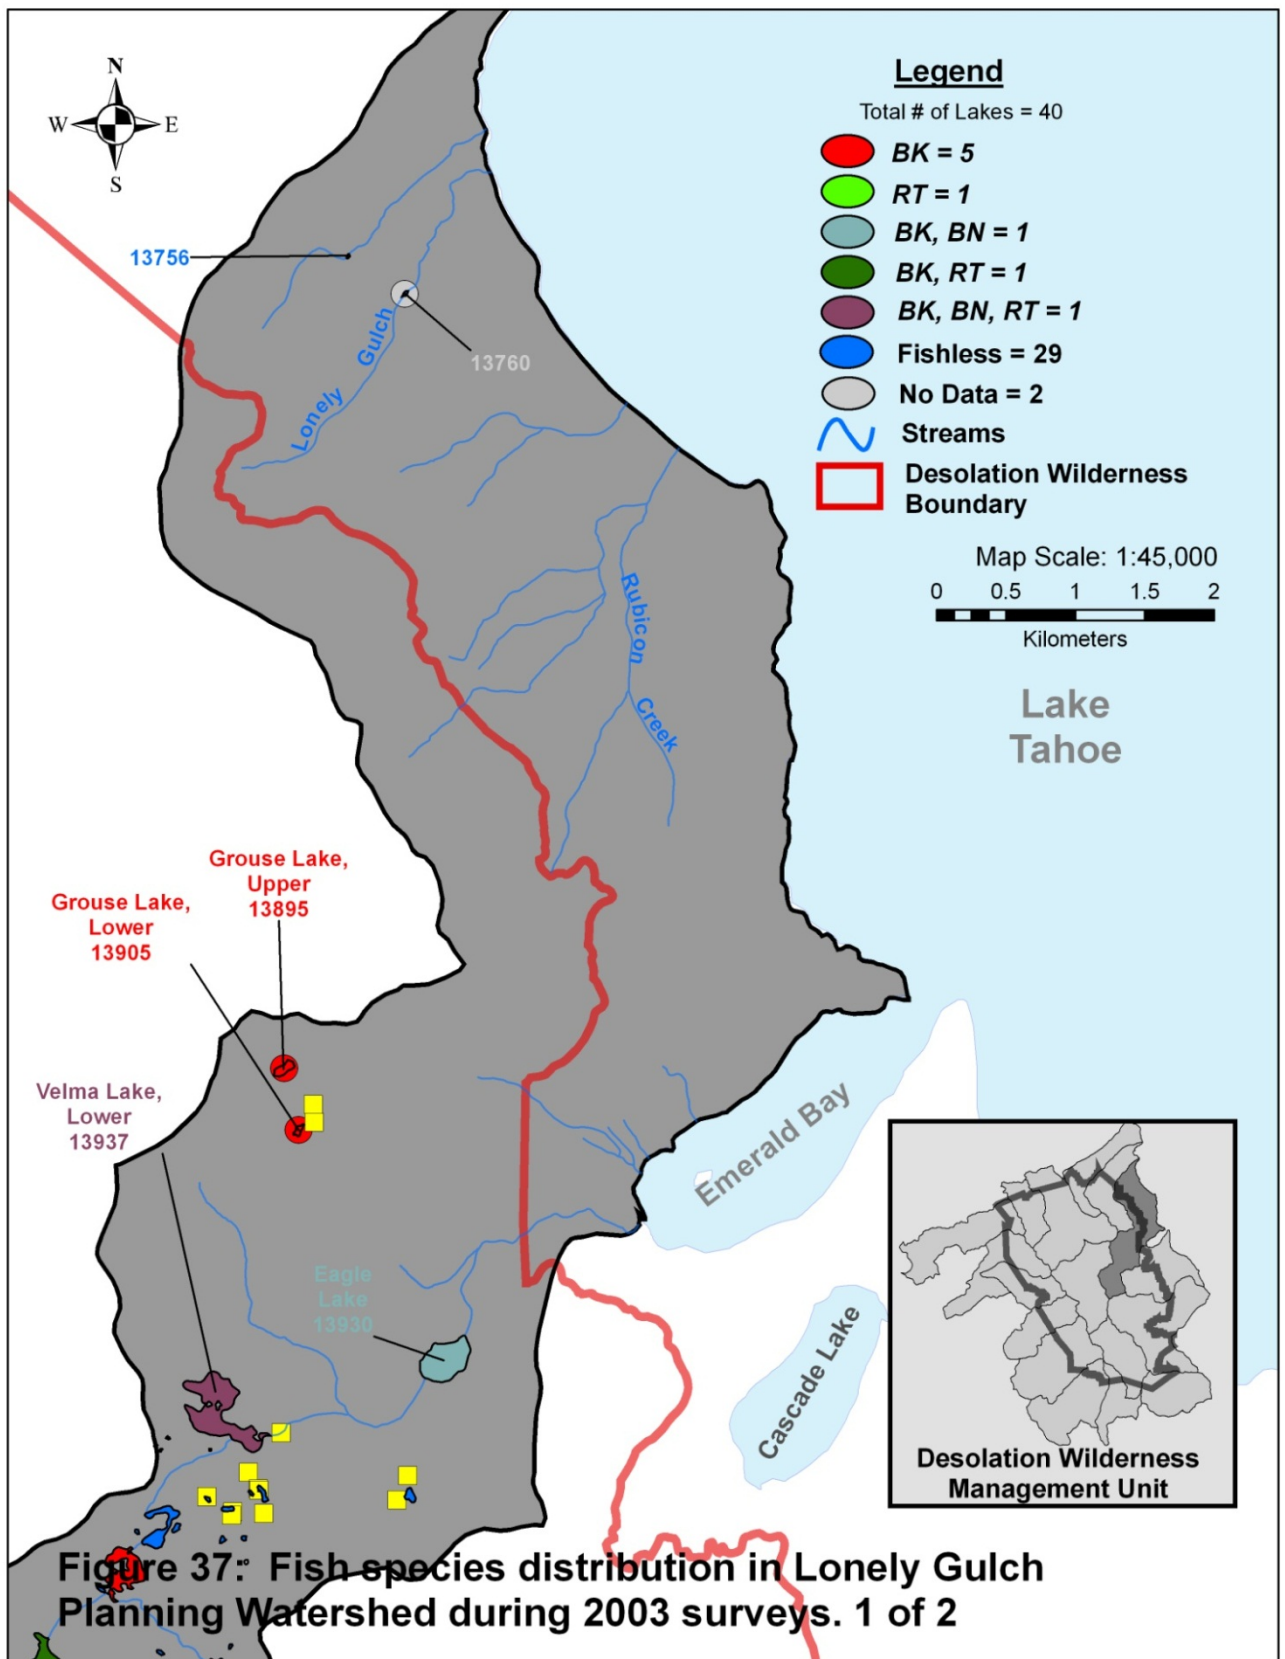 N
W E
S
Legend
Total # of Lakes = 40
BK = 5
RT = 1
BK, BN = 1
BK, RT = 1
BK, BN, RT = 1
Fishless = 29
No Data = 2
Streams
Desolation Wilderness
Boundary
Map Scale: 1:45,000
0 0.5 1 1.5 2
Kilometers
13756
13760
Lonely Gulch
Rubicon Creek
Lake
Tahoe
Grouse Lake,
Upper
13895
Grouse Lake,
Lower
13905
Velma Lake,
Lower
13937
Emerald Bay
Eagle
Lake
13930
Cascade Lake
Desolation Wilderness
Management Unit
Figure 37: Fish species distribution in Lonely Gulch
Planning Watershed during 2003 surveys. 1 of 2